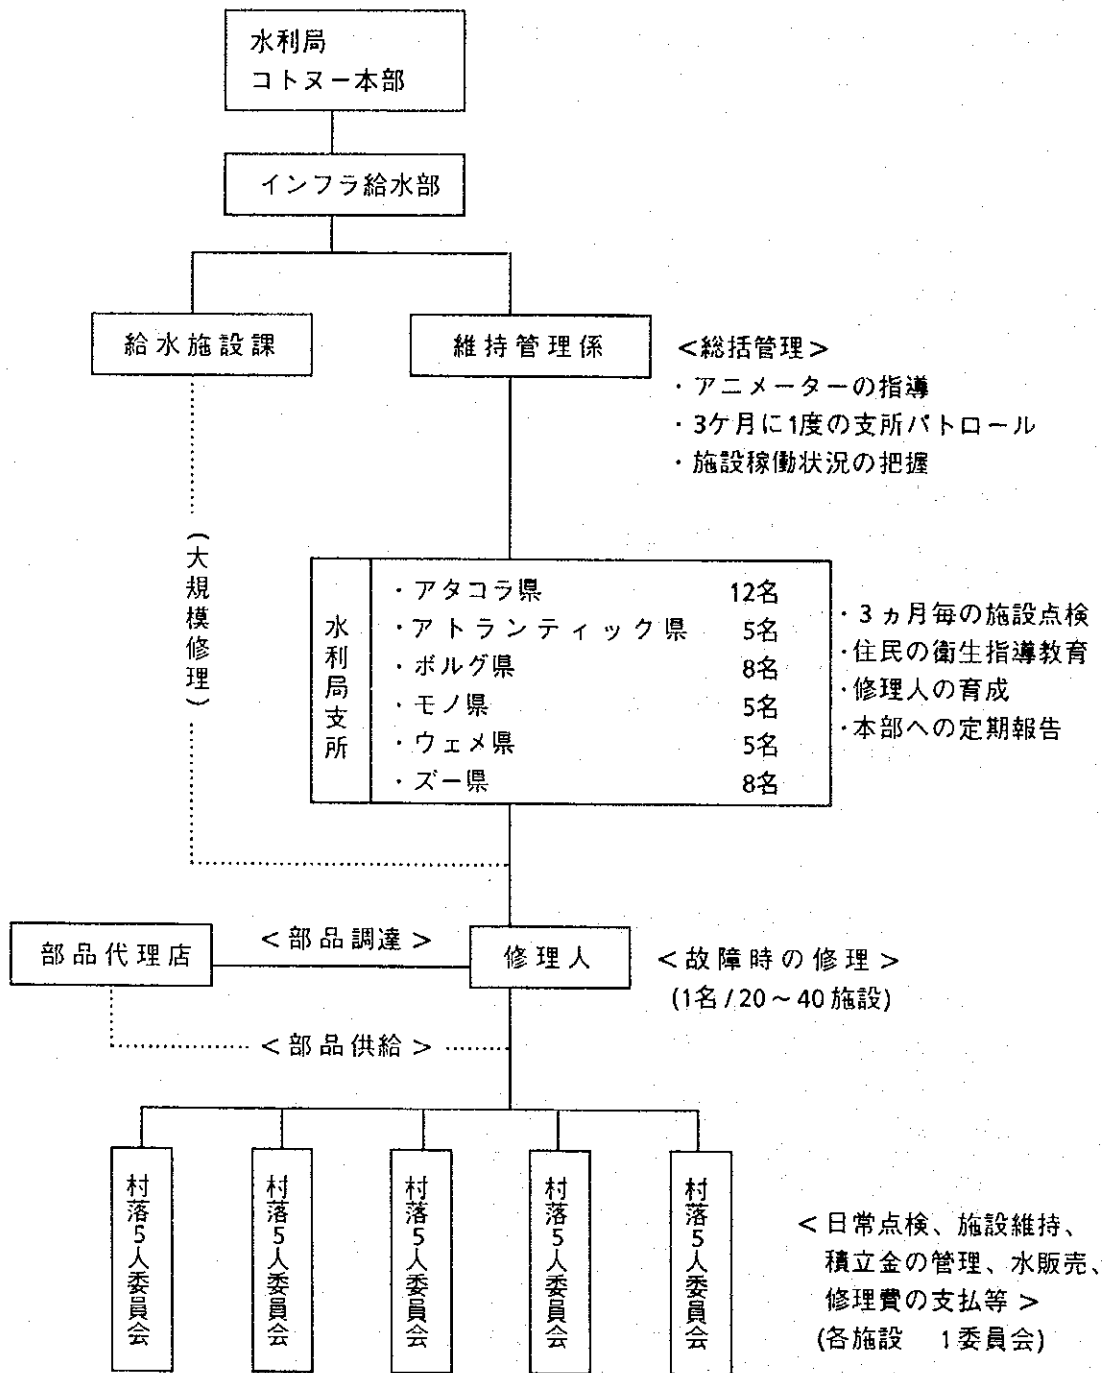 水利局
コトヌー本部
インフラ給水部
給水施設課
維持管理係
<総括管理>
・アニメーターの指導
・3ケ月に1度の支所パトロール
・施設稼働状況の把握
(大規模修理)
水利局支所
・アタコラ県 12名
・アトランティック県 5名
・ボルグ県 8名
・モノ県 5名
・ウェメ県 5名
・ズー県 8名
・3ヵ月毎の施設点検
・住民の衛生指導教育
・修理人の育成
・本部への定期報告
部品代理店
<部品調達>
修理人
<故障時の修理>
(1名/20~40施設)
<部品供給>
村落5人委員会
村落5人委員会
村落5人委員会
村落5人委員会
村落5人委員会
<日常点検、施設維持、
積立金の管理、水販売、
修理費の支払等>
(各施設 1委員会)